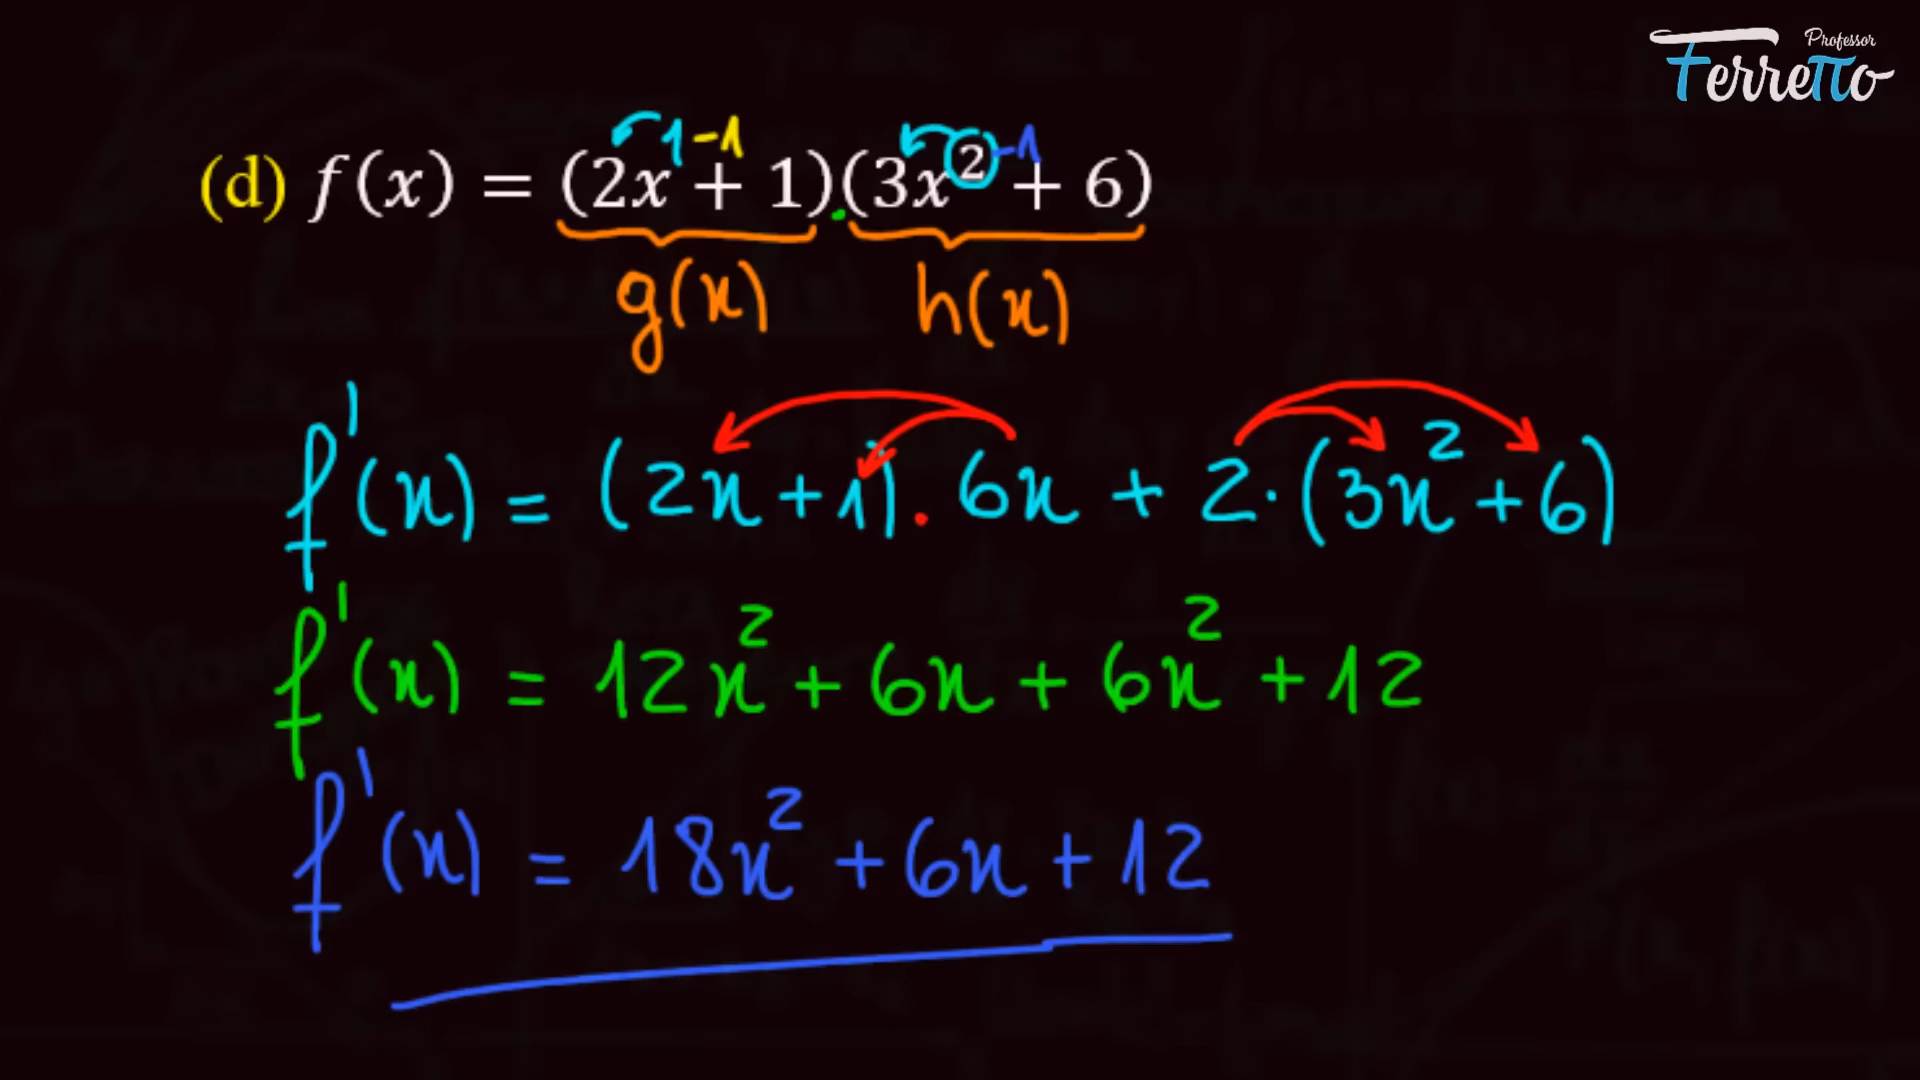 Professor
Ferretto
(d) f(x) = (2x + 1).(3x² + 6)
1 -1 -1
g(x) h(x)
f'(x) = (2x+1) . 6x + 2·(3x²+6)
f'(x) = 12x² + 6x + 6x² + 12
f'(x) = 18x² + 6x + 12